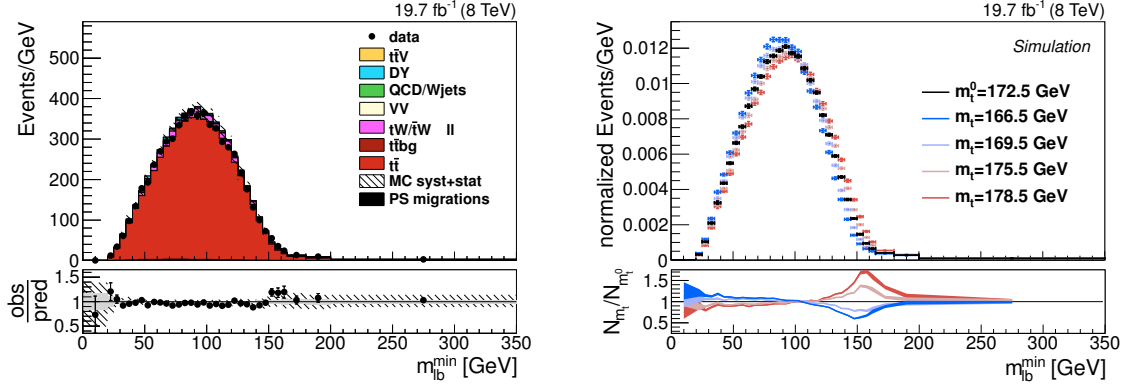 19.7 fb⁻¹ (8 TeV)
Events/GeV
500
400
300
200
100
0
data
tt̄V
DY
QCD/Wjets
VV
tW/t̄W ll
tt̄bg
tt̄
MC syst+stat
PS migrations
obs
pred
1.5
1
0.5
0 50 100 150 200 250 300 350
m_lb^min [GeV]
19.7 fb⁻¹ (8 TeV)
normalized Events/GeV
0.012
0.01
0.008
0.006
0.004
0.002
Simulation
m_t^0=172.5 GeV
m_t=166.5 GeV
m_t=169.5 GeV
m_t=175.5 GeV
m_t=178.5 GeV
N_{m_t}/N_{m_t^0}
1.5
1
0.5
0 50 100 150 200 250 300 350
m_lb^min [GeV]